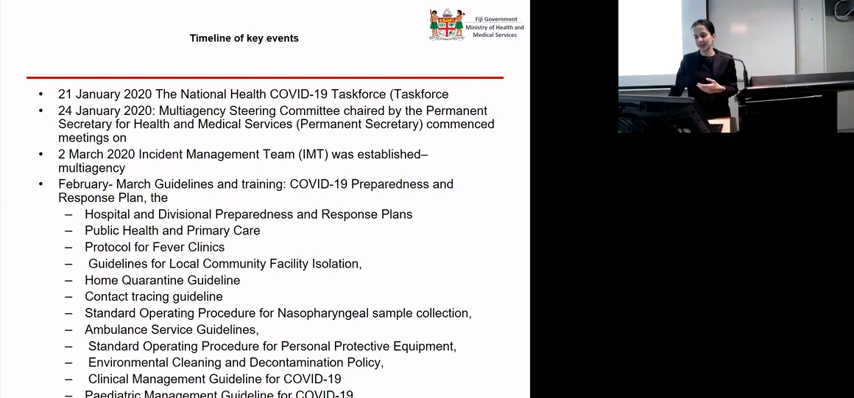 Timeline of key events
Fiji Government
Ministry of Health and
Medical Services
• 21 January 2020 The National Health COVID-19 Taskforce (Taskforce
• 24 January 2020: Multiagency Steering Committee chaired by the Permanent
Secretary for Health and Medical Services (Permanent Secretary) commenced
meetings on
• 2 March 2020 Incident Management Team (IMT) was established–
multiagency
• February- March Guidelines and training: COVID-19 Preparedness and
Response Plan, the
– Hospital and Divisional Preparedness and Response Plans
– Public Health and Primary Care
– Protocol for Fever Clinics
– Guidelines for Local Community Facility Isolation,
– Home Quarantine Guideline
– Contact tracing guideline
– Standard Operating Procedure for Nasopharyngeal sample collection,
– Ambulance Service Guidelines,
– Standard Operating Procedure for Personal Protective Equipment,
– Environmental Cleaning and Decontamination Policy,
– Clinical Management Guideline for COVID-19
– Paediatric Management Guideline for COVID-19